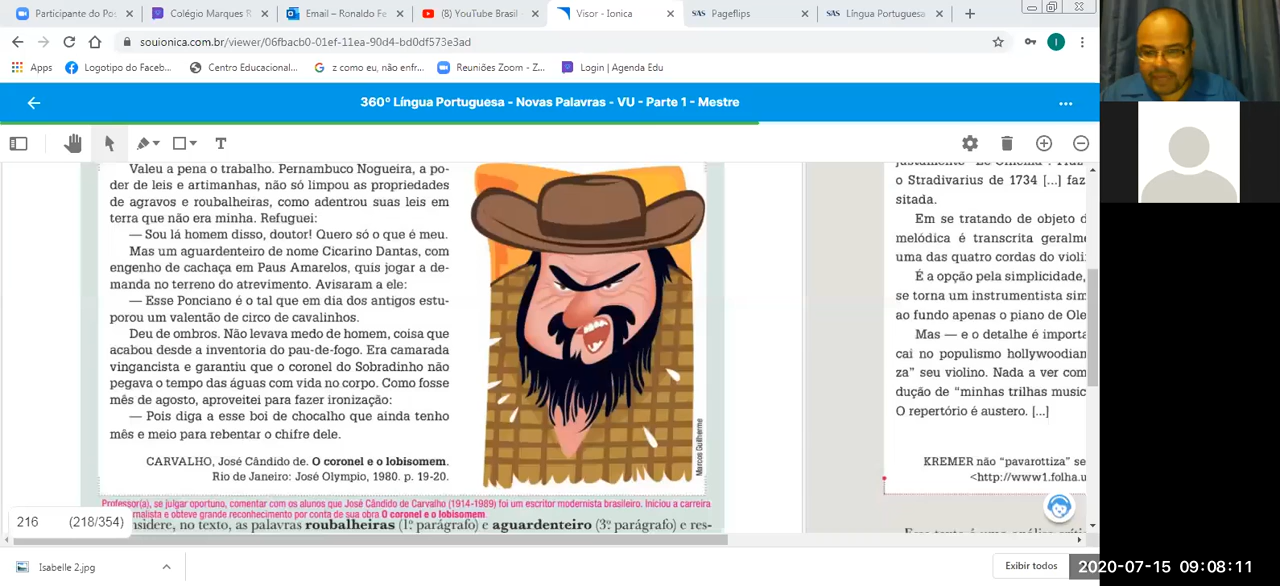 Participante do Pos
Colégio Marques R
Email – Ronaldo Fe
(8) YouTube Brasil -
Visor - Ionica
Pageflips
Língua Portuguesa
souionica.com.br/viewer/06fbacb0-01ef-11ea-90d4-bd0df573e3ad
Apps
Logotipo do Faceb...
Centro Educacional...
z como eu, não enfr...
Reuniões Zoom - Z...
Login | Agenda Edu
360º Língua Portuguesa - Novas Palavras - VU - Parte 1 - Mestre
Valeu a pena o trabalho. Pernambuco Nogueira, a po-
der de leis e artimanhas, não só limpou as propriedades
de agravos e roubalheiras, como adentrou suas leis em
terra que não era minha. Refuguei:
— Sou lá homem disso, doutor! Quero só o que é meu.
Mas um aguardenteiro de nome Cicarino Dantas, com
engenho de cachaça em Paus Amarelos, quis jogar a de-
manda no terreno do atrevimento. Avisaram a ele:
— Esse Ponciano é o tal que em dia dos antigos estu-
porou um valentão de circo de cavalinhos.
Deu de ombros. Não levava medo de homem, coisa que
acabou desde a inventoria do pau-de-fogo. Era camarada
vingancista e garantiu que o coronel do Sobradinho não
pegava o tempo das águas com vida no corpo. Como fosse
mês de agosto, aproveitei para fazer ironização:
— Pois diga a esse boi de chocalho que ainda tenho
mês e meio para rebentar o chifre dele.
CARVALHO, José Cândido de. O coronel e o lobisomem.
Rio de Janeiro: José Olympio, 1980. p. 19-20.
Marcos Guilherme
Professor(a), se julgar oportuno, comentar com os alunos que José Cândido de Carvalho (1914-1989) foi um escritor modernista brasileiro. Iniciou a carreira
rnalista e obteve grande reconhecimento por conta de sua obra O coronel e o lobisomem.
nsidere, no texto, as palavras roubalheiras (1º. parágrafo) e aguardenteiro (3º. parágrafo) e res-
216 (218/354)
o Stradivarius de 1734 [...] faz
sitada.
Em se tratando de objeto d
melódica é transcrita geralme
uma das quatro cordas do violi
É a opção pela simplicidade,
se torna um instrumentista sim
ao fundo apenas o piano de Ole
Mas — e o detalhe é importa
cai no populismo hollywoodian
za” seu violino. Nada a ver com
dução de “minhas trilhas music
O repertório é austero. [...]
KREMER não “pavarottiza” se
<http://www1.folha.u
Isabelle 2.jpg
Exibir todos
2020-07-15 09:08:11